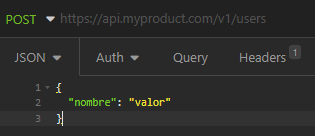 POST https://api.myproduct.com/v1/users
JSON Auth Query Headers 1
1 {
2 "nombre": "valor"
3 }